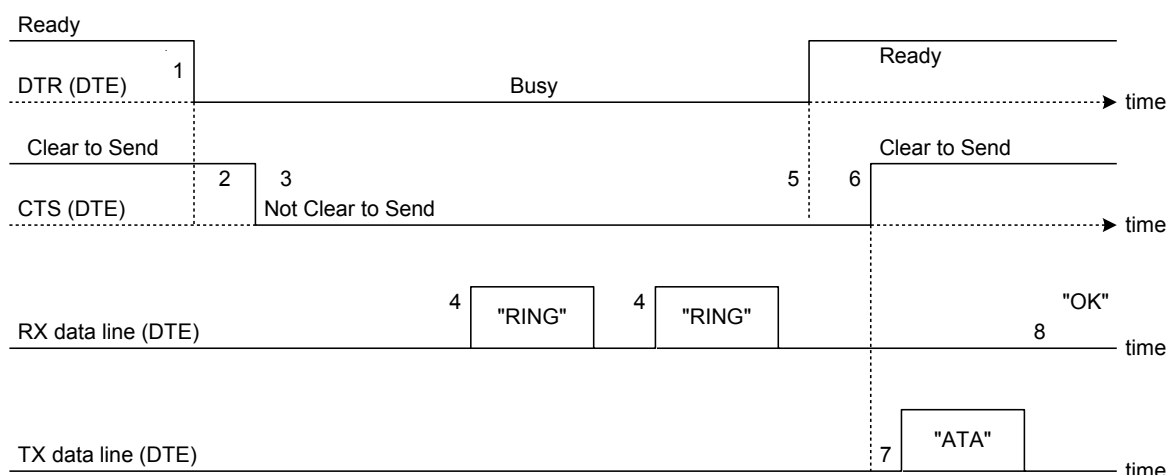 Ready
1
DTR (DTE)
Busy
Ready
time
Clear to Send
Clear to Send
2
3
5
6
CTS (DTE)
Not Clear to Send
time
4
"RING"
4
"RING"
"OK"
RX data line (DTE)
8
time
"ATA"
TX data line (DTE)
7
time